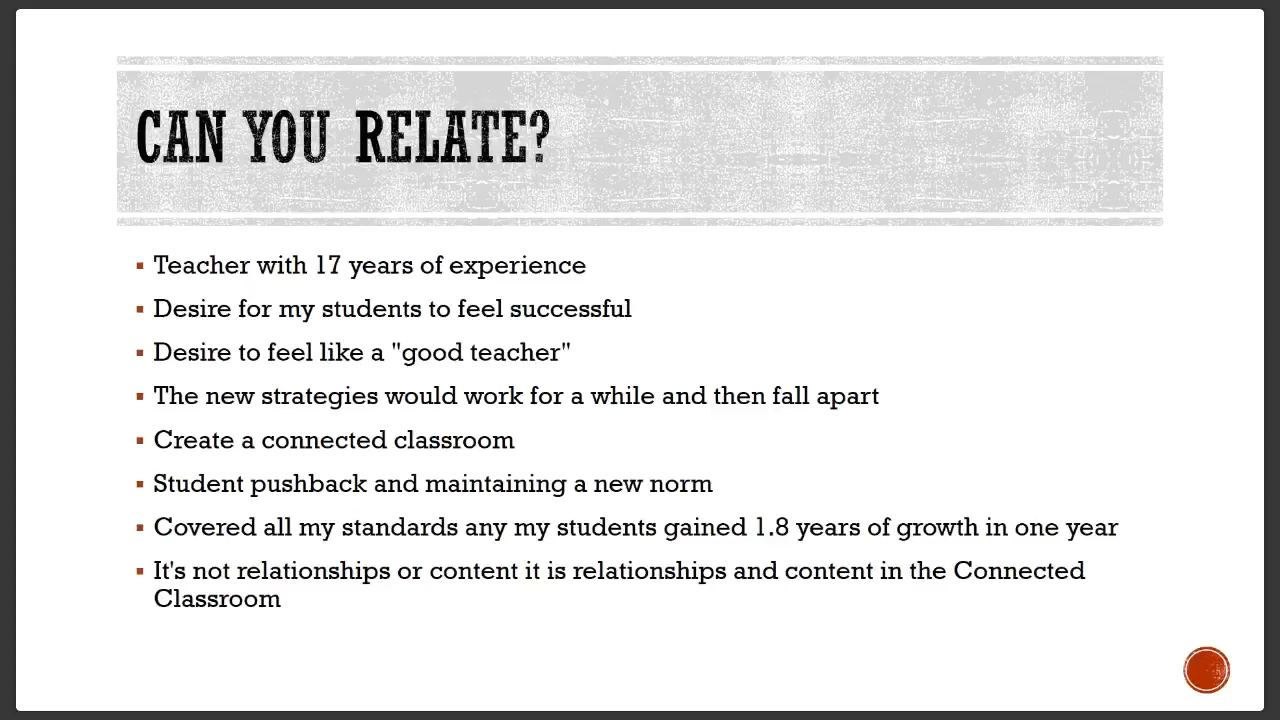 CAN YOU RELATE?
Teacher with 17 years of experience
Desire for my students to feel successful
Desire to feel like a "good teacher"
The new strategies would work for a while and then fall apart
Create a connected classroom
Student pushback and maintaining a new norm
Covered all my standards any my students gained 1.8 years of growth in one year
It's not relationships or content it is relationships and content in the Connected
Classroom